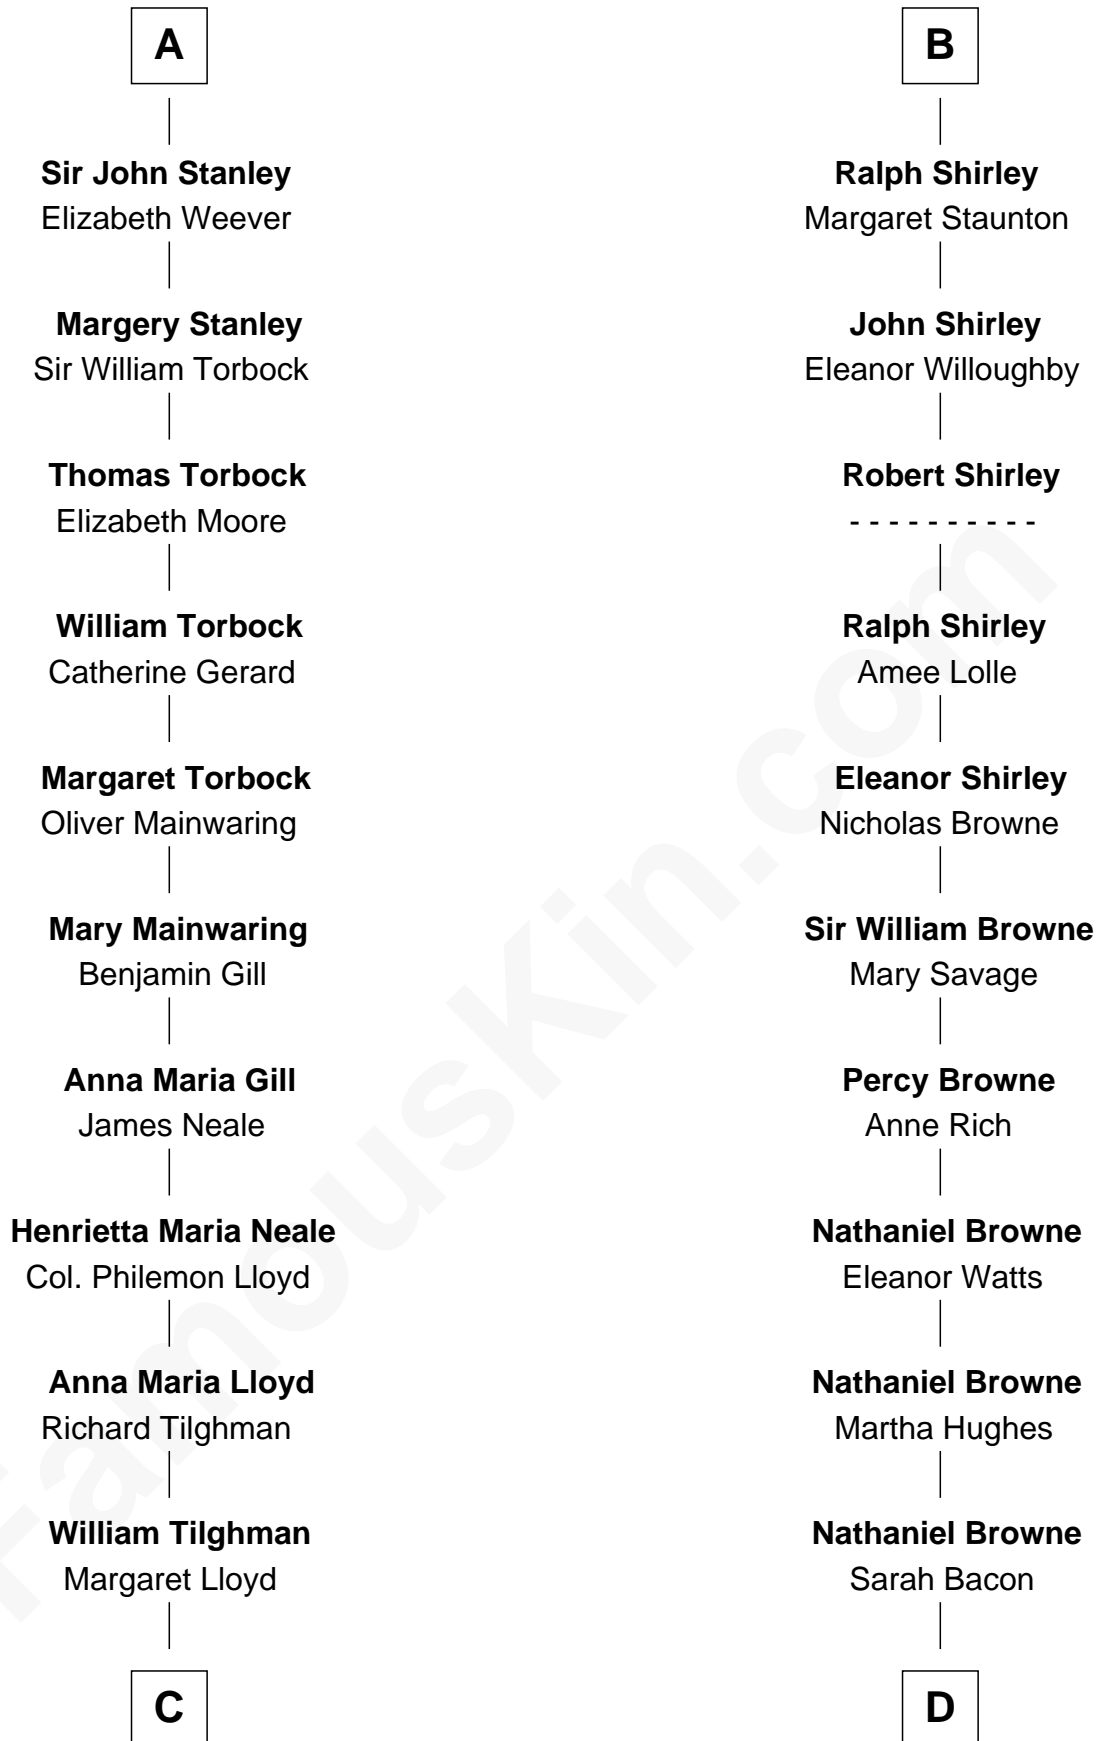 A
Sir John Stanley
Elizabeth Weever
Margery Stanley
Sir William Torbock
Thomas Torbock
Elizabeth Moore
William Torbock
Catherine Gerard
Margaret Torbock
Oliver Mainwaring
Mary Mainwaring
Benjamin Gill
Anna Maria Gill
James Neale
Henrietta Maria Neale
Col. Philemon Lloyd
Anna Maria Lloyd
Richard Tilghman
William Tilghman
Margaret Lloyd
C
B
Ralph Shirley
Margaret Staunton
John Shirley
Eleanor Willoughby
Robert Shirley
- - - - - - - - - -
Ralph Shirley
Amee Lolle
Eleanor Shirley
Nicholas Browne
Sir William Browne
Mary Savage
Percy Browne
Anne Rich
Nathaniel Browne
Eleanor Watts
Nathaniel Browne
Martha Hughes
Nathaniel Browne
Sarah Bacon
D
FamousKin.com